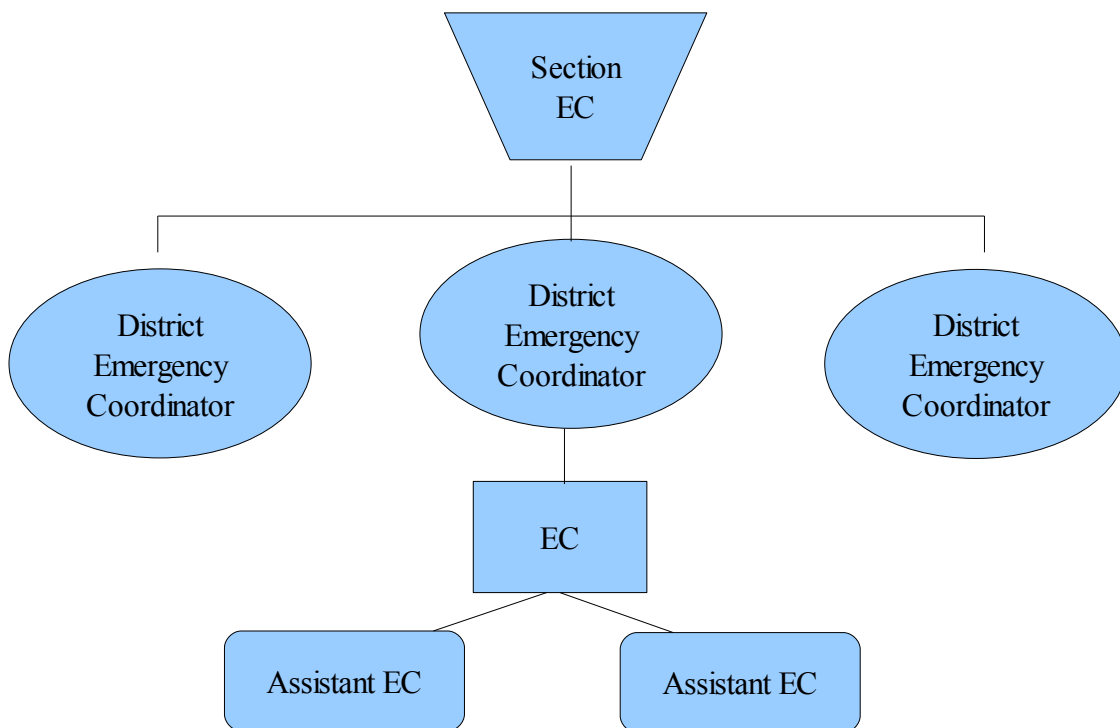 Section
EC
District
Emergency
Coordinator
District
Emergency
Coordinator
District
Emergency
Coordinator
EC
Assistant EC
Assistant EC